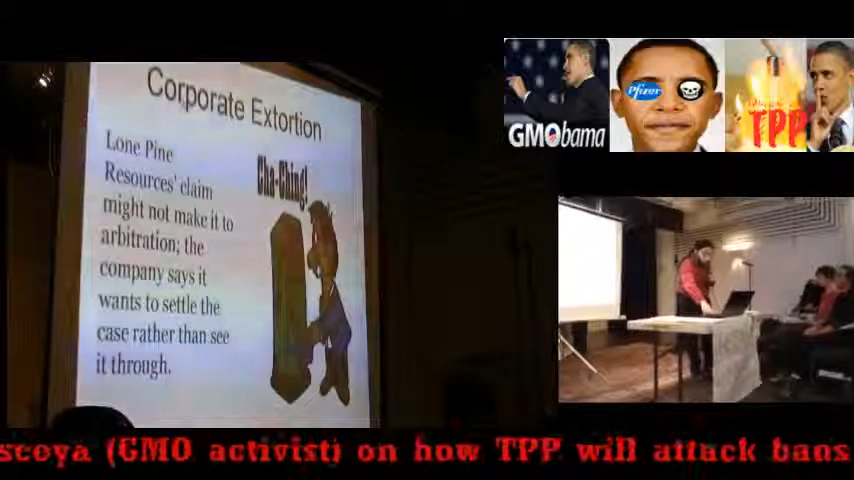 Corporate Extortion
Lone Pine
Resources' claim
might not make it to
arbitration; the
company says it
wants to settle the
case rather than see
it through.
Cha-Ching!
GMObama
Pfizer
TPP
scoya (GMO activist) on how TPP will attack bans